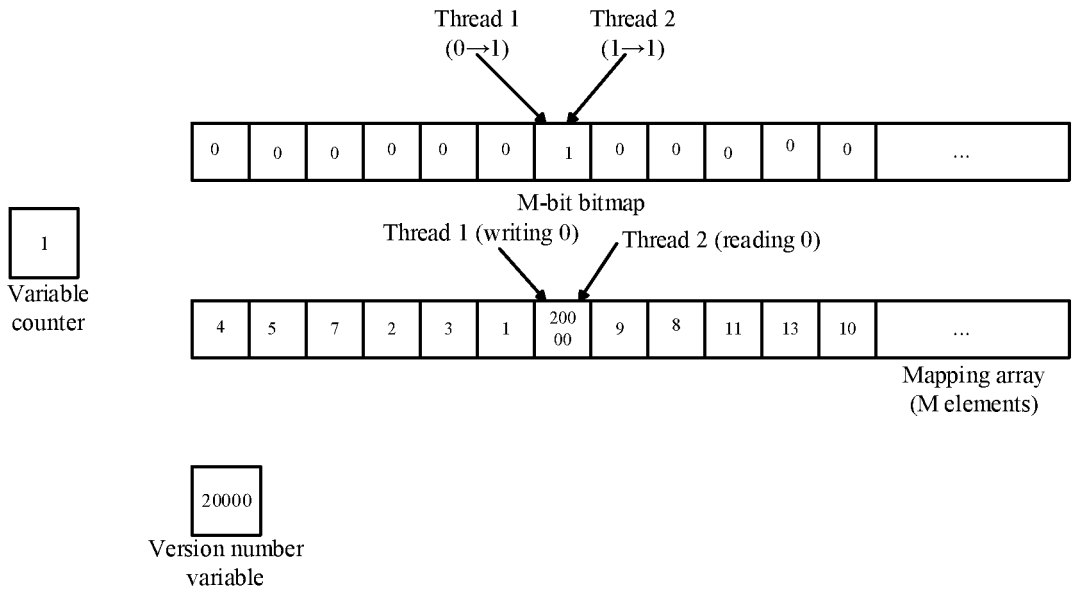 Thread 1
(0→1)
Thread 2
(1→1)
0 0 0 0 0 0 1 0 0 0 0 0 ...
M-bit bitmap
1
Variable
counter
Thread 1 (writing 0)
Thread 2 (reading 0)
4 5 7 2 3 1 200 9 8 11 13 10 ...
00
Mapping array
(M elements)
20000
Version number
variable